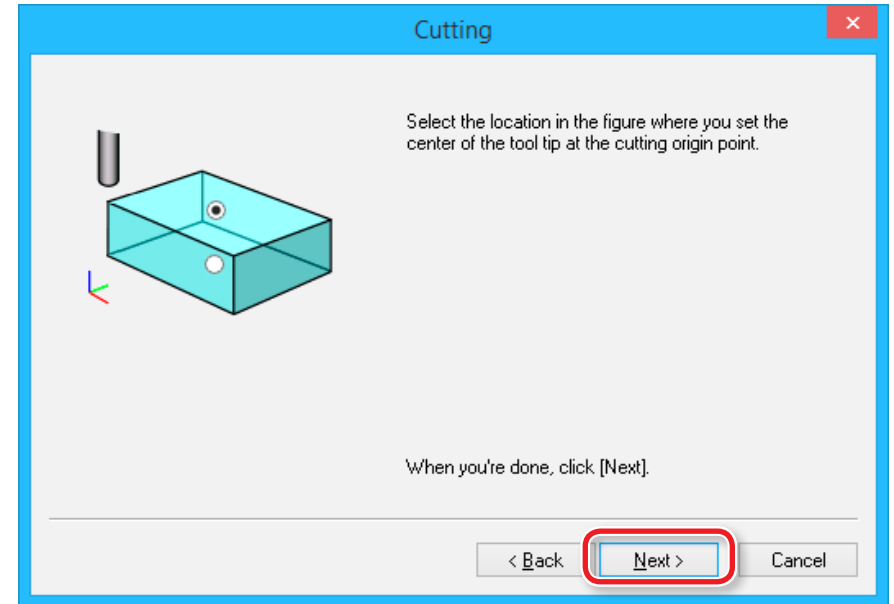 Cutting
Select the location in the figure where you set the
center of the tool tip at the cutting origin point.
When you're done, click [Next].
< Back
Next >
Cancel